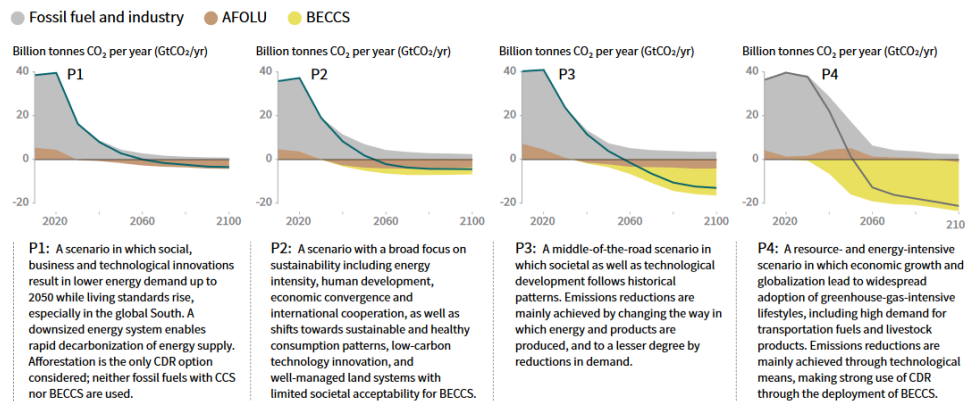 Fossil fuel and industry AFOLU BECCS
Billion tonnes CO₂ per year (GtCO₂/yr)
40
P1
20
0
-20
2020 2060 2100
Billion tonnes CO₂ per year (GtCO₂/yr)
40
P2
20
0
-20
2020 2060 2100
Billion tonnes CO₂ per year (GtCO₂/yr)
40
P3
20
0
-20
2020 2060 2100
Billion tonnes CO₂ per year (GtCO₂/yr)
40
P4
20
0
-20
2020 2060 2100
P1: A scenario in which social,
business and technological innovations
result in lower energy demand up to
2050 while living standards rise,
especially in the global South. A
downsized energy system enables
rapid decarbonization of energy supply.
Afforestation is the only CDR option
considered; neither fossil fuels with CCS
nor BECCS are used.
P2: A scenario with a broad focus on
sustainability including energy
intensity, human development,
economic convergence and
international cooperation, as well as
shifts towards sustainable and healthy
consumption patterns, low-carbon
technology innovation, and
well-managed land systems with
limited societal acceptability for BECCS.
P3: A middle-of-the-road scenario in
which societal as well as technological
development follows historical
patterns. Emissions reductions are
mainly achieved by changing the way in
which energy and products are
produced, and to a lesser degree by
reductions in demand.
P4: A resource- and energy-intensive
scenario in which economic growth and
globalization lead to widespread
adoption of greenhouse-gas-intensive
lifestyles, including high demand for
transportation fuels and livestock
products. Emissions reductions are
mainly achieved through technological
means, making strong use of CDR
through the deployment of BECCS.